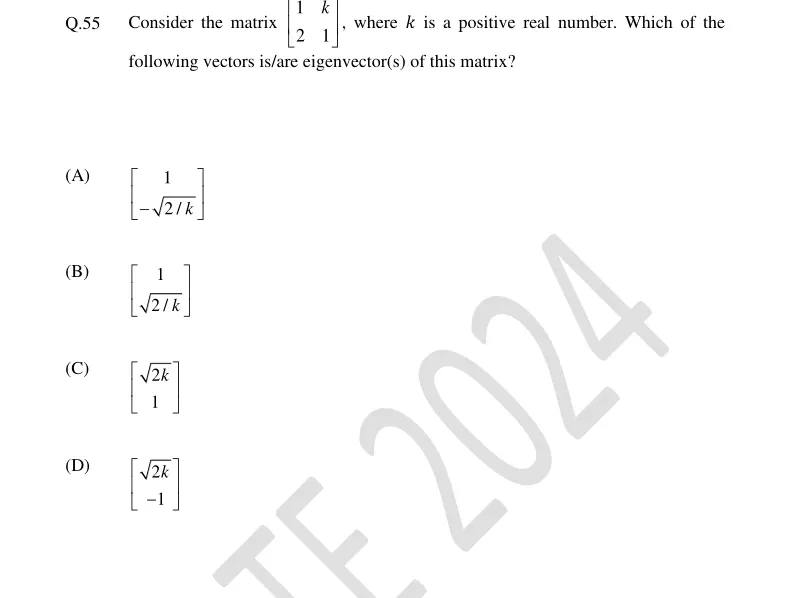 Q.55 Consider the matrix [1 k; 2 1], where k is a positive real number. Which of the
following vectors is/are eigenvector(s) of this matrix?
(A) [1; −√2/k]
(B) [1; √2/k]
(C) [√2k; 1]
(D) [√2k; −1]
TE 2024